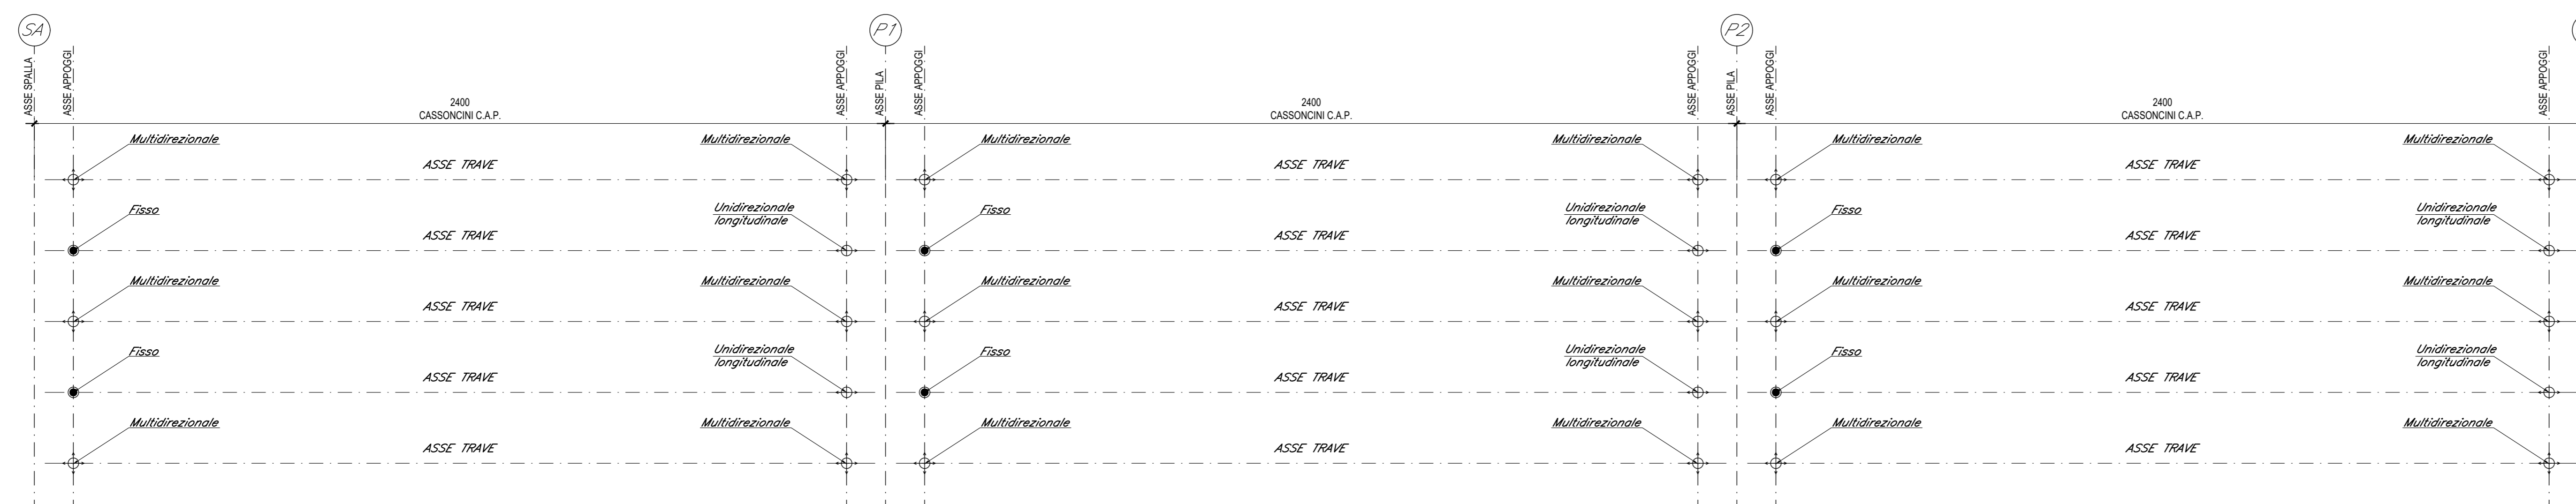 SA
P1
P2
ASSE SPALLA
ASSE APPOGGI
ASSE APPOGGI
ASSE PILA
ASSE APPOGGI
ASSE APPOGGI
ASSE PILA
ASSE APPOGGI
ASSE APPOGGI
2400
CASSONCINI C.A.P.
2400
CASSONCINI C.A.P.
2400
CASSONCINI C.A.P.
Multidirezionale
Multidirezionale
Multidirezionale
Multidirezionale
Multidirezionale
Multidirezionale
ASSE TRAVE
ASSE TRAVE
ASSE TRAVE
Fisso
Unidirezionale
longitudinale
Fisso
Unidirezionale
longitudinale
Fisso
Unidirezionale
longitudinale
ASSE TRAVE
ASSE TRAVE
ASSE TRAVE
Multidirezionale
Multidirezionale
Multidirezionale
Multidirezionale
Multidirezionale
Multidirezionale
ASSE TRAVE
ASSE TRAVE
ASSE TRAVE
Fisso
Unidirezionale
longitudinale
Fisso
Unidirezionale
longitudinale
Fisso
Unidirezionale
longitudinale
ASSE TRAVE
ASSE TRAVE
ASSE TRAVE
Multidirezionale
Multidirezionale
Multidirezionale
Multidirezionale
Multidirezionale
Multidirezionale
ASSE TRAVE
ASSE TRAVE
ASSE TRAVE